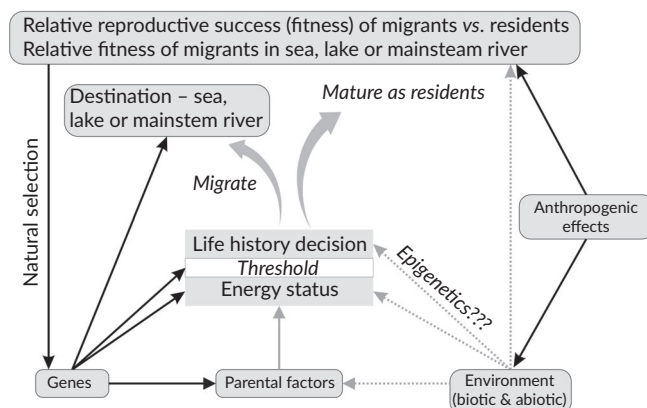 Relative reproductive success (fitness) of migrants vs. residents
Relative fitness of migrants in sea, lake or mainsteam river
Destination – sea,
lake or mainstem river
Mature as residents
Migrate
Natural selection
Anthropogenic
effects
Life history decision
Threshold
Energy status
Epigenetics???
Genes
Parental factors
Environment
(biotic & abiotic)